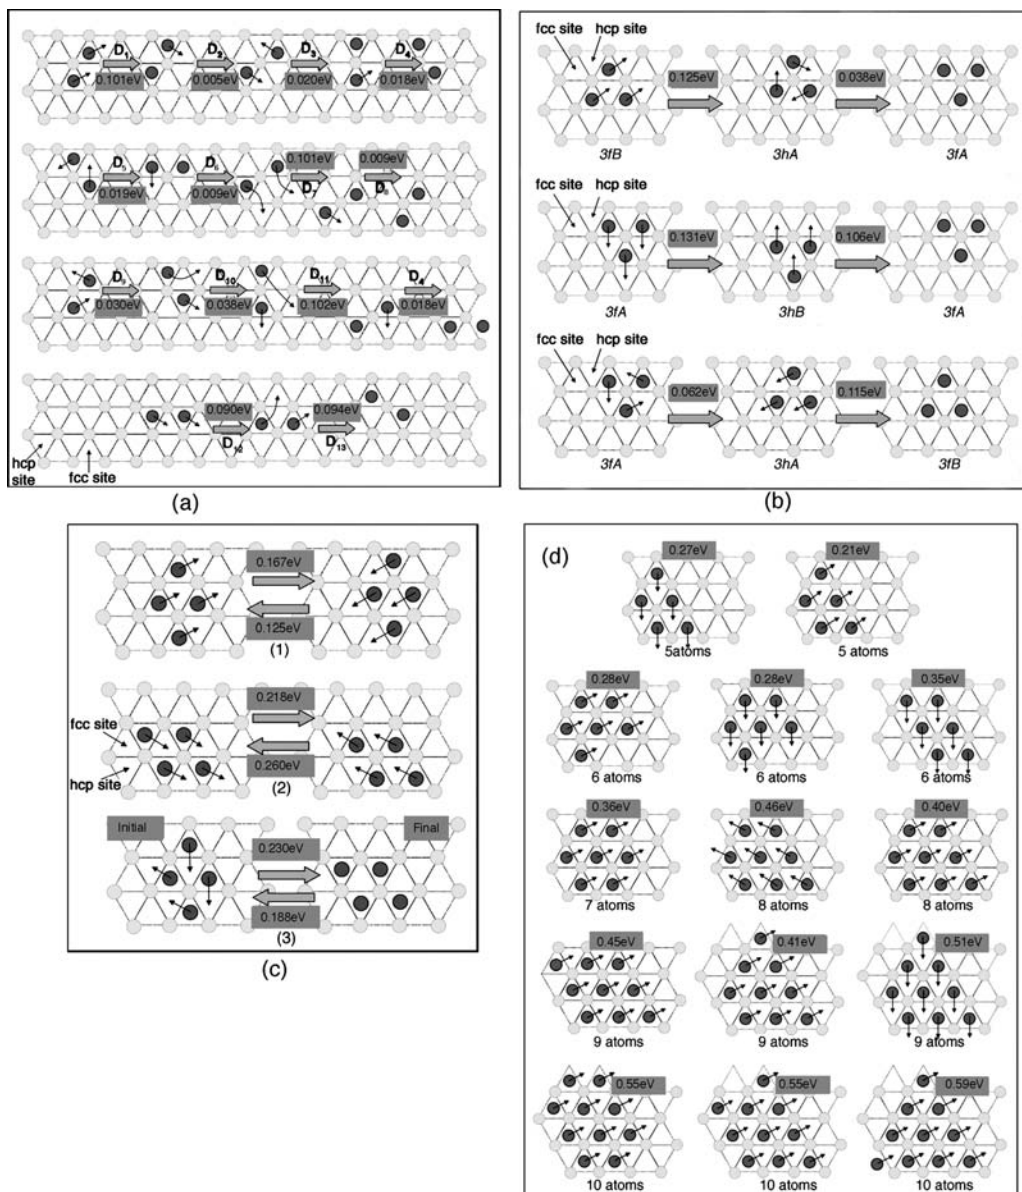 D1 D2 D3 D4
0.101eV 0.005eV 0.020eV 0.018eV
0.101eV 0.009eV
D5 D6
0.019eV 0.009eV
D9 D10 D11 D4
0.030eV 0.038eV 0.102eV 0.018eV
0.090eV 0.094eV
D12 D13
hcp site
fcc site
(a)
fcc site hcp site
0.125eV 0.038eV
3fB 3hA 3fA
fcc site hcp site
0.131eV 0.106eV
3fA 3hB 3fA
fcc site hcp site
0.062eV 0.115eV
3fA 3hA 3fB
(b)
0.167eV
0.125eV
(1)
0.218eV
fcc site
hcp site
0.260eV
(2)
Initial Final
0.230eV
0.188eV
(3)
(c)
(d)
0.27eV 0.21eV
5atoms 5 atoms
0.28eV 0.28eV 0.35eV
6 atoms 6 atoms 6 atoms
0.36eV 0.46eV 0.40eV
7 atoms 8 atoms 8 atoms
0.45eV 0.41eV 0.51eV
9 atoms 9 atoms 9 atoms
0.55eV 0.55eV 0.59eV
10 atoms 10 atoms 10 atoms